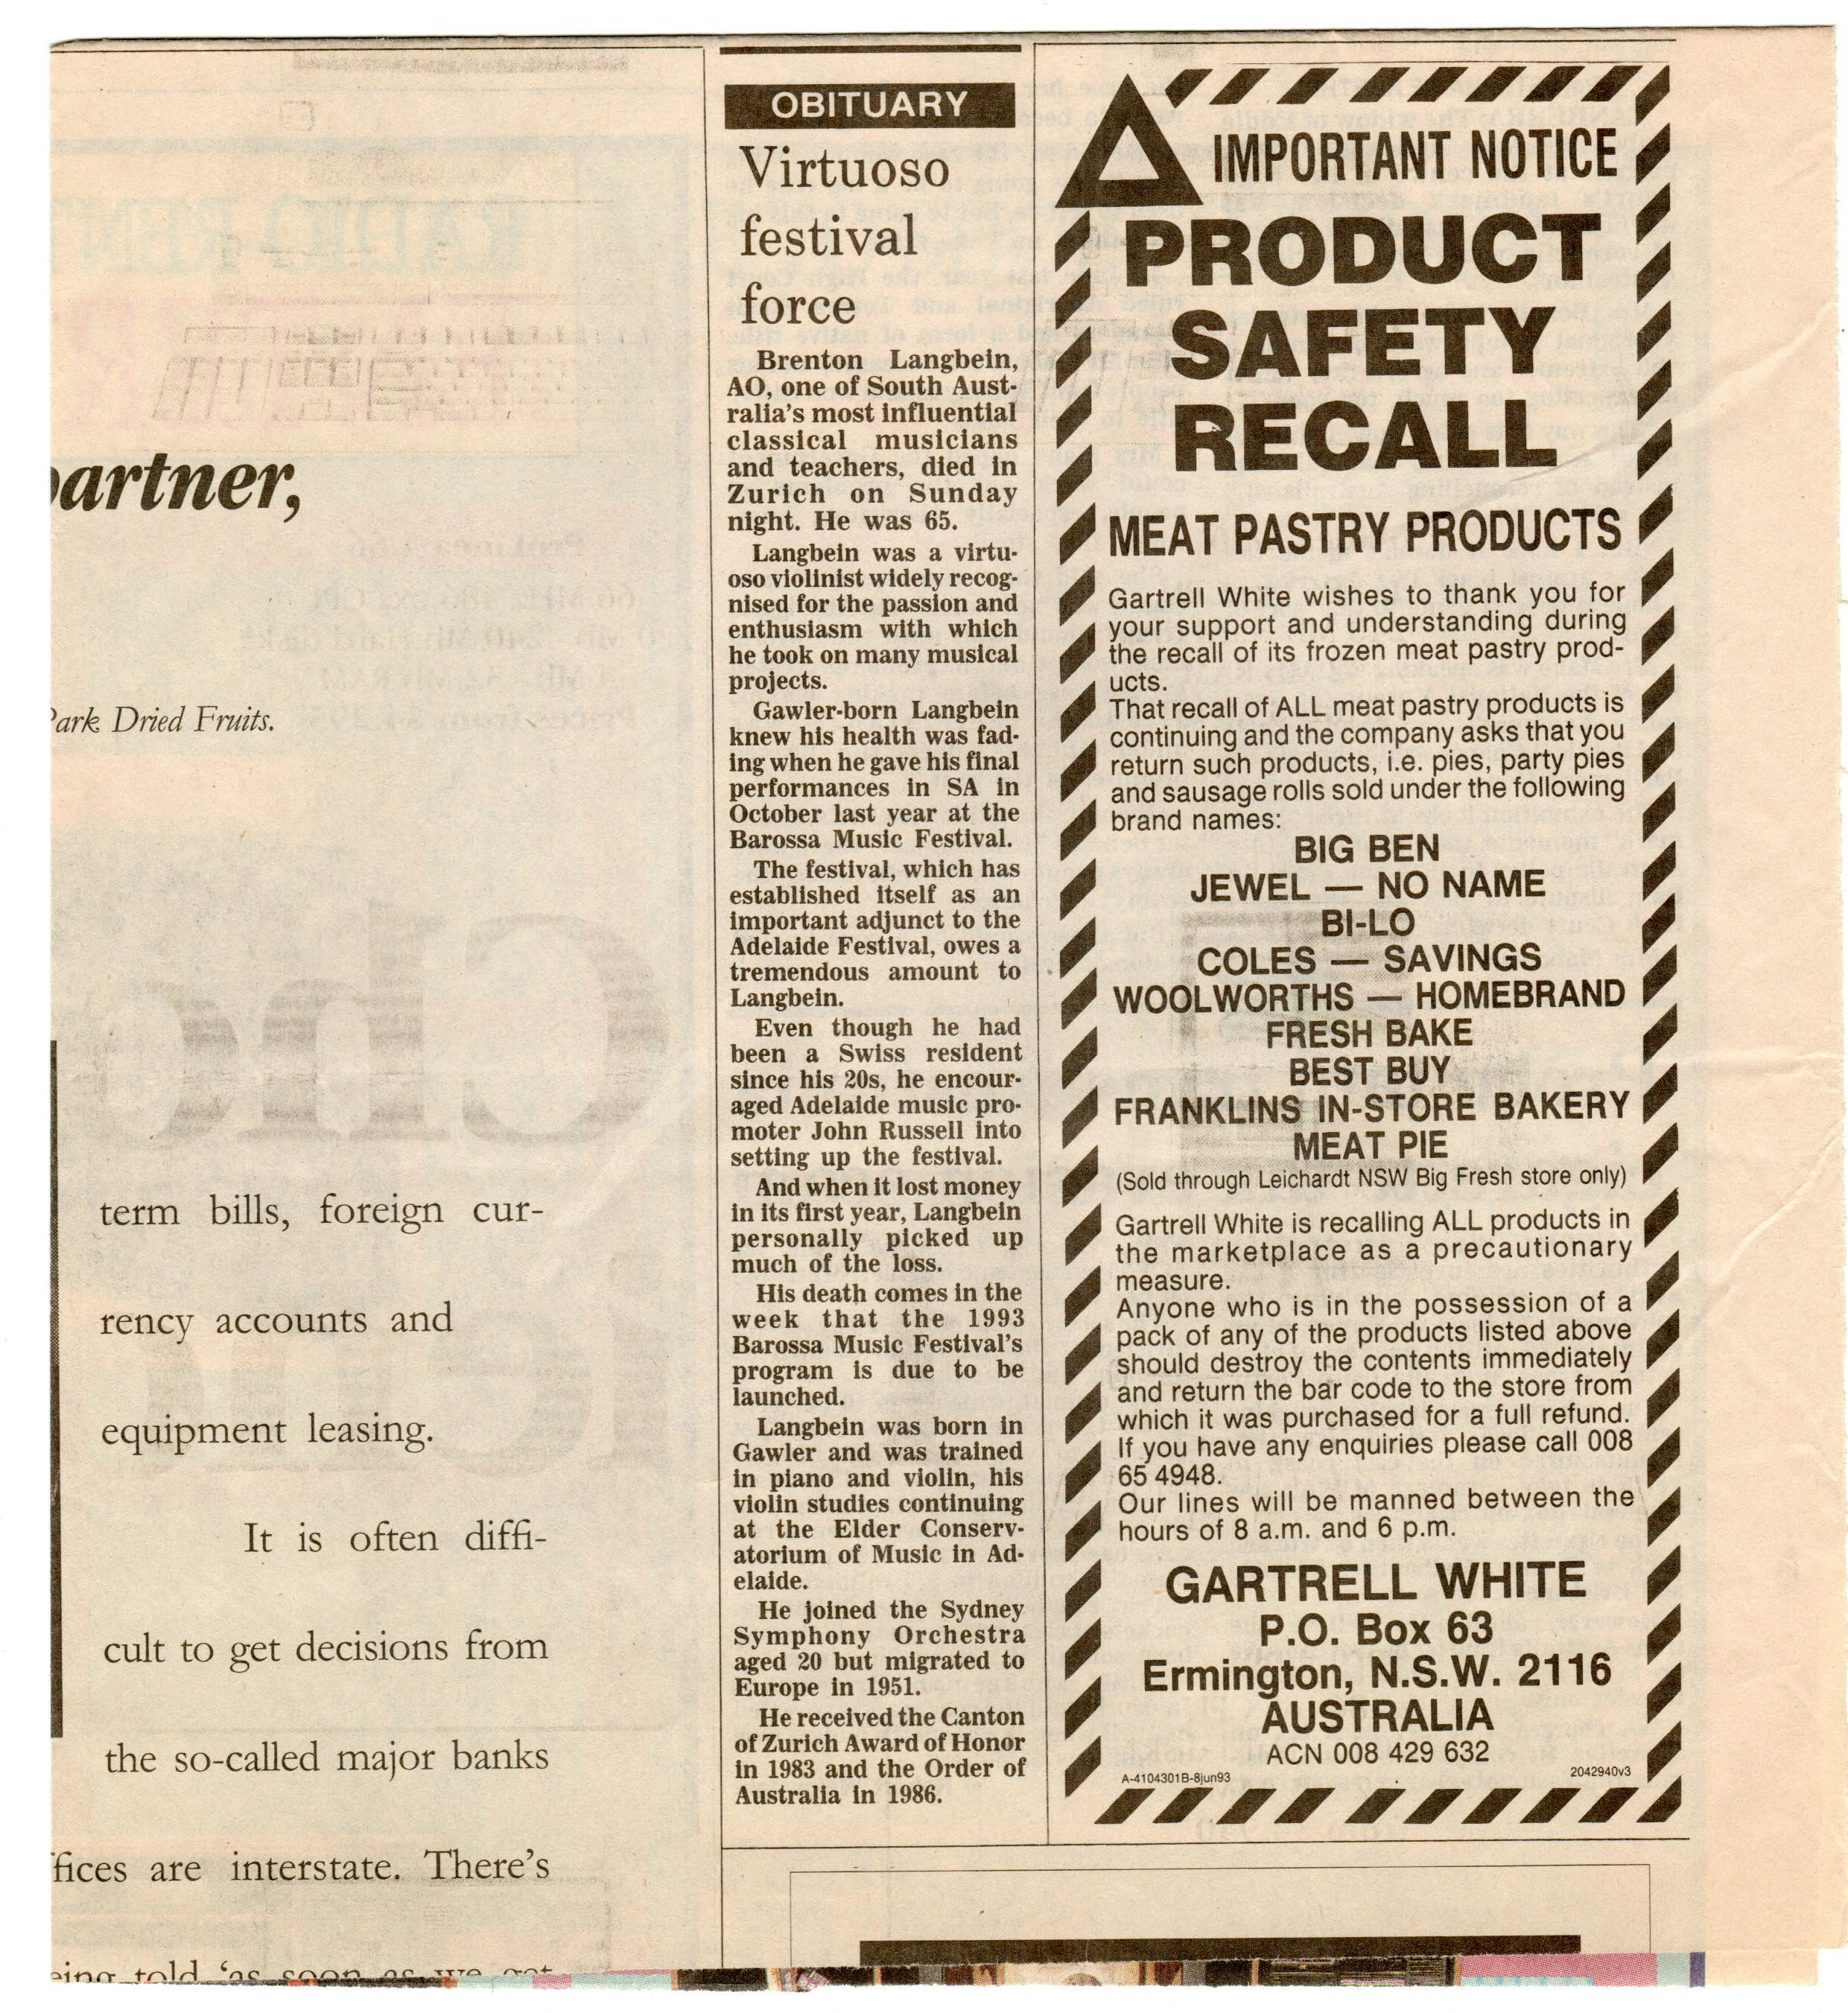 partner,
Park Dried Fruits.
term bills, foreign cur-
rency accounts and
equipment leasing.
It is often diffi-
cult to get decisions from
the so-called major banks
are interstate. There's
told 'as soon as we get
OBITUARY
Virtuoso
festival
force
Brenton Langbein,
AO, one of South Aust-
ralia's most influential
classical musicians
and teachers, died in
Zurich on Sunday
night. He was 65.
Langbein was a virtu-
oso violinist widely recog-
nised for the passion and
enthusiasm with which
he took on many musical
projects.
Gawler-born Langbein
knew his health was fad-
ing when he gave his final
performances in SA in
October last year at the
Barossa Music Festival.
The festival, which has
established itself as an
important adjunct to the
Adelaide Festival, owes a
tremendous amount to
Langbein.
Even though he had
been a Swiss resident
since his 20s, he encour-
aged Adelaide music pro-
moter John Russell into
setting up the festival.
And when it lost money
in its first year, Langbein
personally picked up
much of the loss.
His death comes in the
week that the 1993
Barossa Music Festival's
program is due to be
launched.
Langbein was born in
Gawler and was trained
in piano and violin, his
violin studies continuing
at the Elder Conserv-
atorium of Music in Ad-
elaide.
He joined the Sydney
Symphony Orchestra
aged 20 but migrated to
Europe in 1951.
He received the Canton
of Zurich Award of Honor
in 1983 and the Order of
Australia in 1986.
IMPORTANT NOTICE
PRODUCT
SAFETY
RECALL
MEAT PASTRY PRODUCTS
Gartrell White wishes to thank you for
your support and understanding during
the recall of its frozen meat pastry prod-
ucts.
That recall of ALL meat pastry products is
continuing and the company asks that you
return such products, i.e. pies, party pies
and sausage rolls sold under the following
brand names:
BIG BEN
JEWEL — NO NAME
BI-LO
COLES — SAVINGS
WOOLWORTHS — HOMEBRAND
FRESH BAKE
BEST BUY
FRANKLINS IN-STORE BAKERY
MEAT PIE
(Sold through Leichardt NSW Big Fresh store only)
Gartrell White is recalling ALL products in
the marketplace as a precautionary
measure.
Anyone who is in the possession of a
pack of any of the products listed above
should destroy the contents immediately
and return the bar code to the store from
which it was purchased for a full refund.
If you have any enquiries please call 008
65 4948.
Our lines will be manned between the
hours of 8 a.m. and 6 p.m.
GARTRELL WHITE
P.O. Box 63
Ermington, N.S.W. 2116
AUSTRALIA
ACN 008 429 632
A-4104301B-8jun93
2042940v3